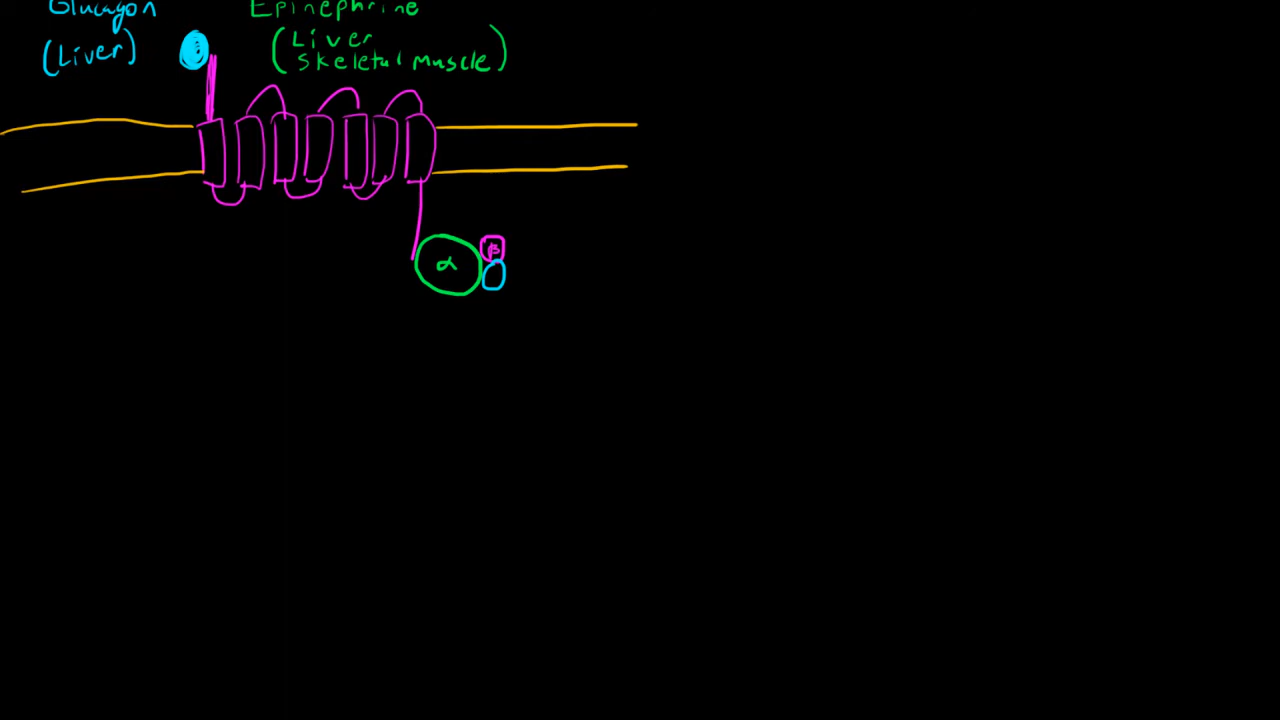 Glucagon
(Liver)
Epinephrine
(Liver
Skeletal Muscle)
α
β